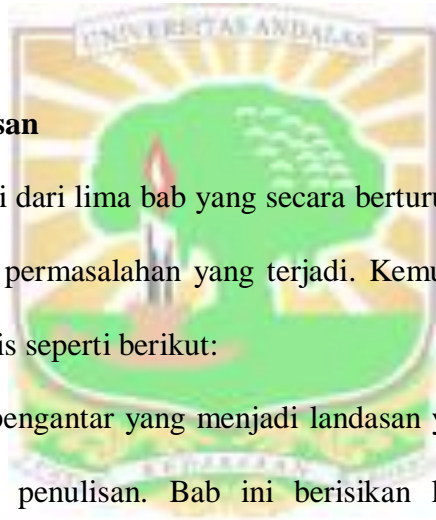 UNIVERSITAS ANDALAS
san
i dari lima bab yang secara berturu
permasalahan yang terjadi. Kemu
is seperti berikut:
pengantar yang menjadi landasan y
penulisan. Bab ini berisikan l